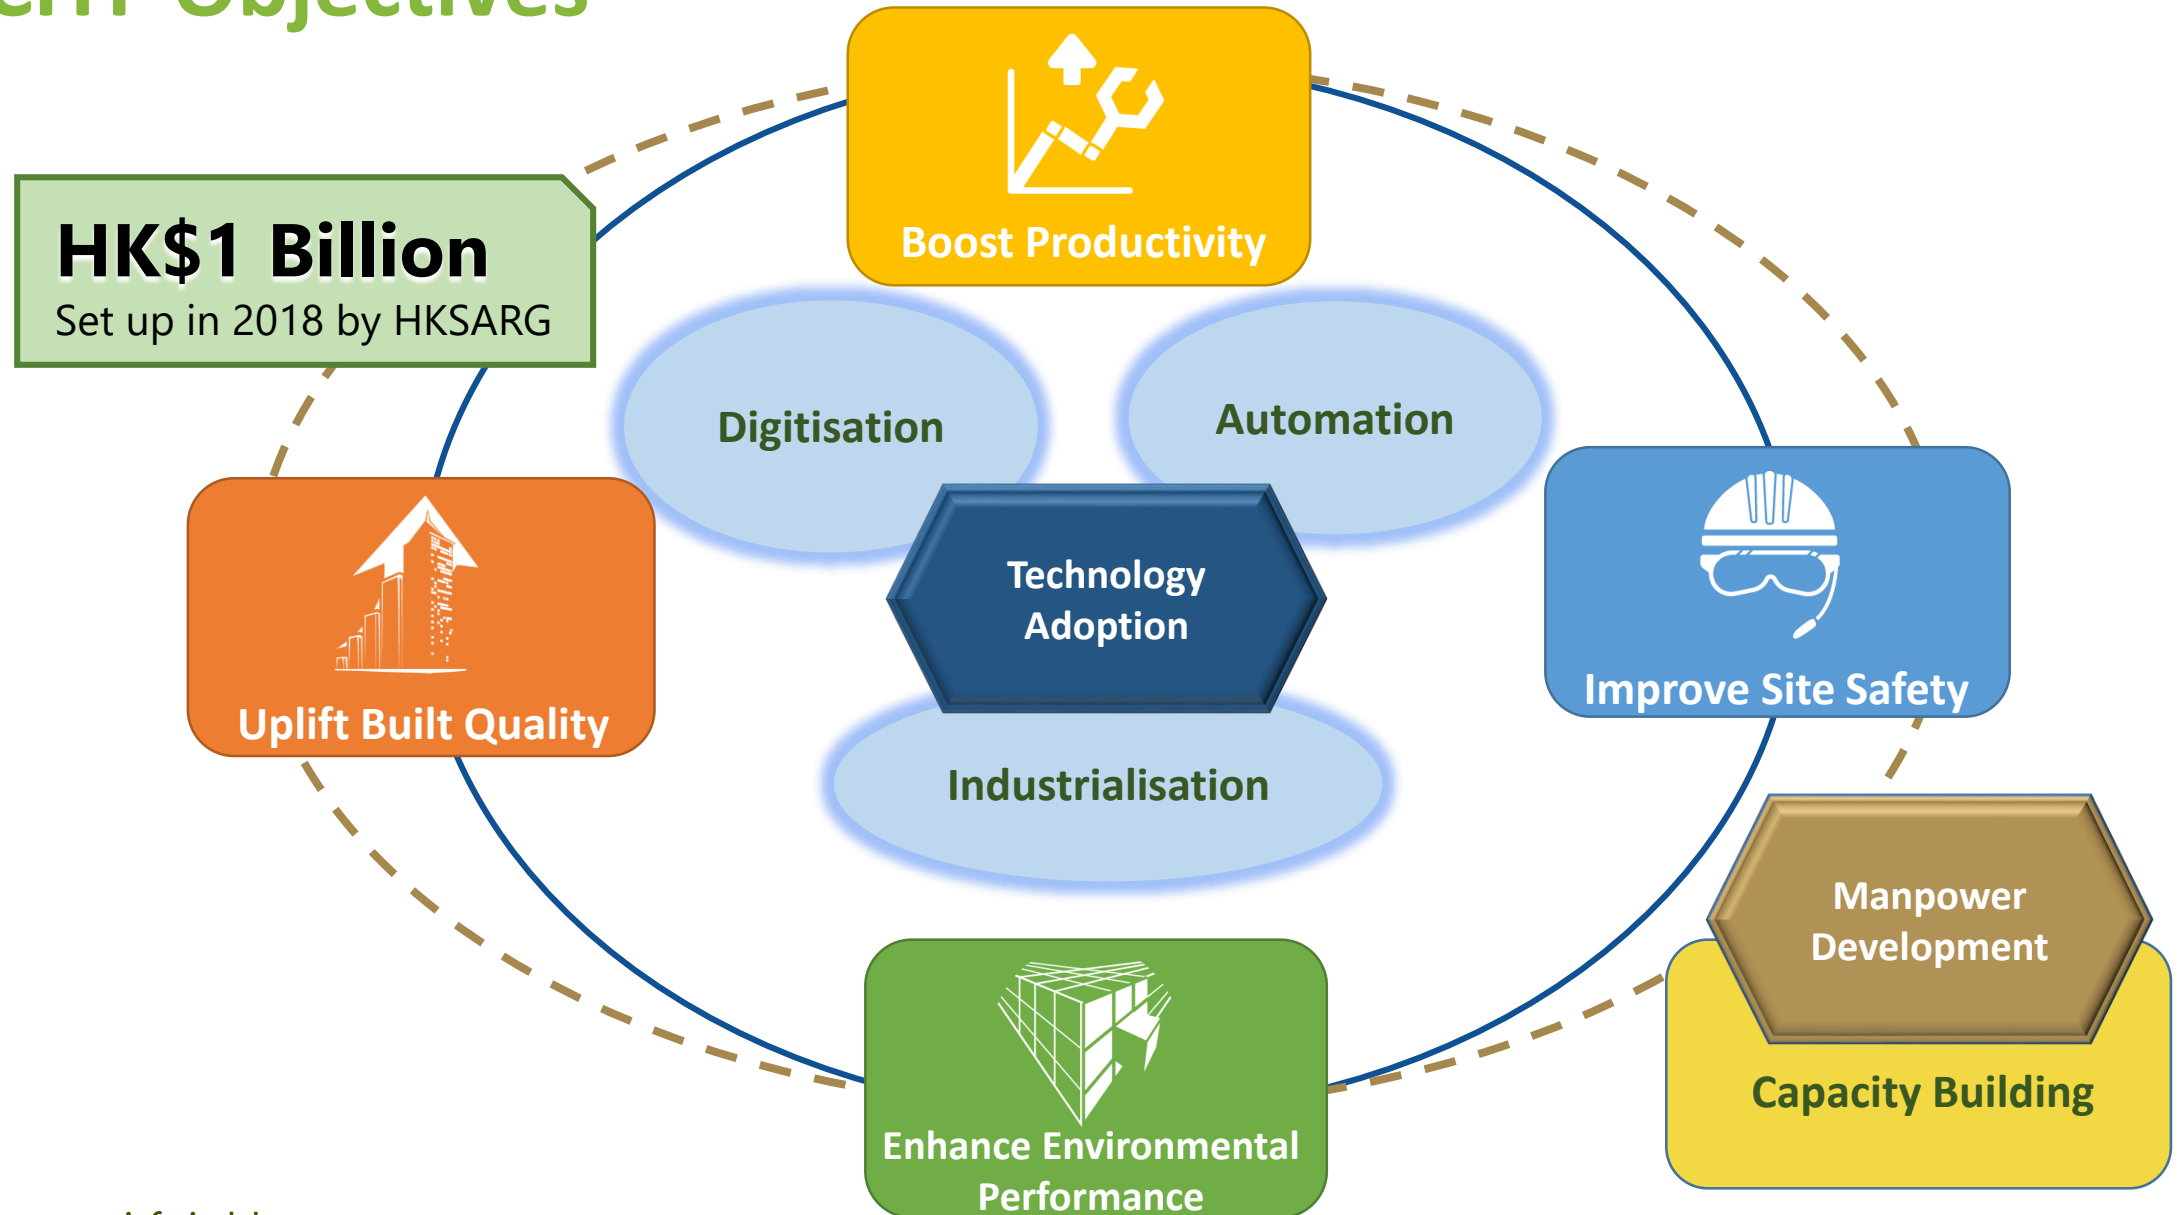 Objectives
Boost Productivity
HK$1 Billion
Set up in 2018 by HKSARG
Digitisation
Automation
Technology
Adoption
Uplift Built Quality
Improve Site Safety
Industrialisation
Manpower
Development
Capacity Building
Enhance Environmental
Performance